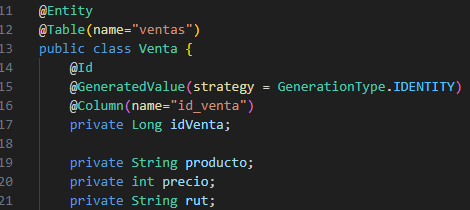 11 @Entity
12 @Table(name="ventas")
13 public class Venta {
14 @Id
15 @GeneratedValue(strategy = GenerationType.IDENTITY)
16 @Column(name="id_venta")
17 private Long idVenta;
18
19 private String producto;
20 private int precio;
21 private String rut;